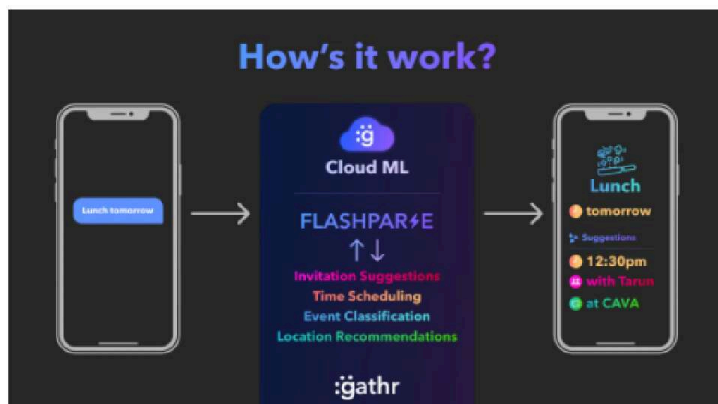 How's it work?
Lunch tomorrow
:g
Cloud ML
FLASHPARSE
Invitation Suggestions
Time Scheduling
Event Classification
Location Recommendations
:gathr
Lunch
tomorrow
Suggestions
12:30pm
with Tarun
at CAVA